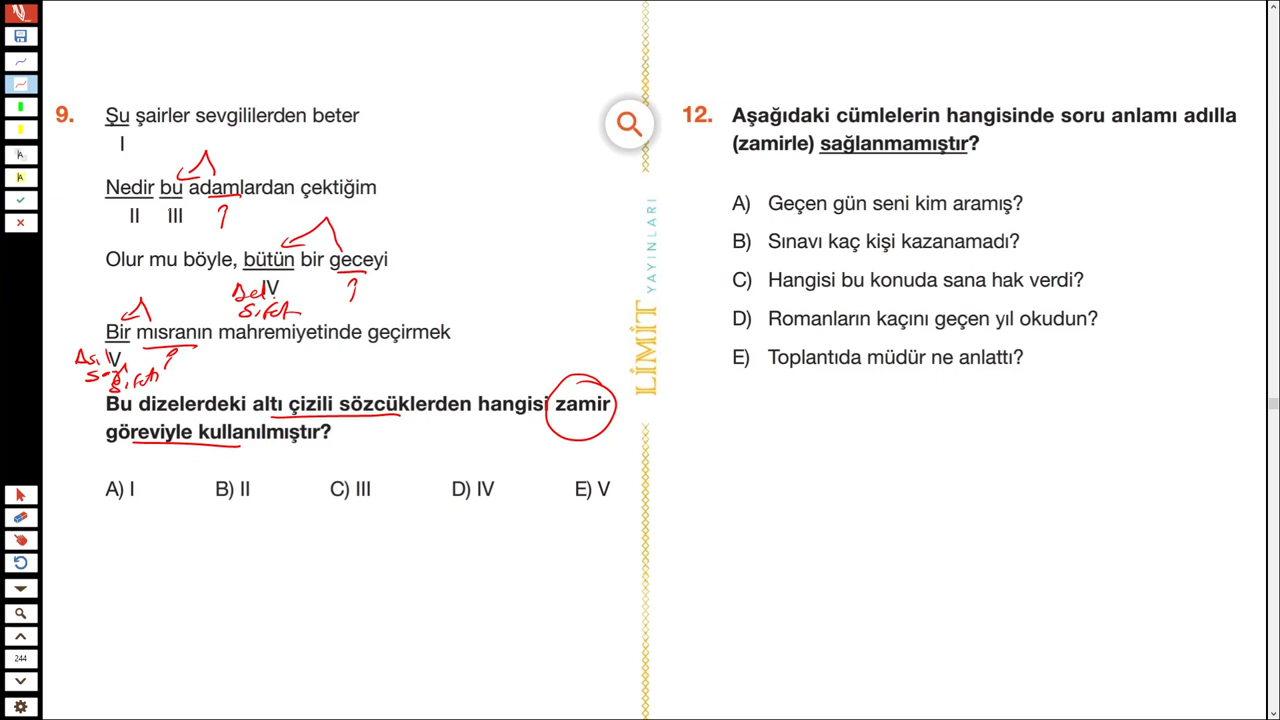 9.
Şu şairler sevgililerden beter
I
Nedir bu adamlardan çektiğim
II III
Olur mu böyle, bütün bir geceyi
IV
Bel.
sıfat
Bir mısranın mahremiyetinde geçirmek
V
Bu dizelerdeki altı çizili sözcüklerden hangisi zamir
göreviyle kullanılmıştır?
A) I B) II C) III D) IV E) V
LİMİT YAYINLARI
12. Aşağıdaki cümlelerin hangisinde soru anlamı adılla
(zamirle) sağlanmamıştır?
A) Geçen gün seni kim aramış?
B) Sınavı kaç kişi kazanamadı?
C) Hangisi bu konuda sana hak verdi?
D) Romanların kaçını geçen yıl okudun?
E) Toplantıda müdür ne anlattı?
244